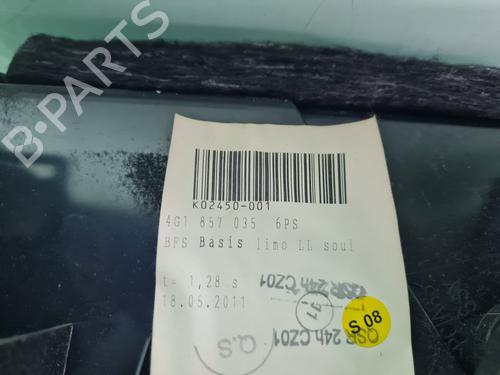 B-PARTS
K02450-001
4G1 857 035 6PS
BFS Basis limo LL soul
t= 1,28 s
18.05.2011
QSR 24h CZ01
QSR 24h CZ01
Q.S
S 08